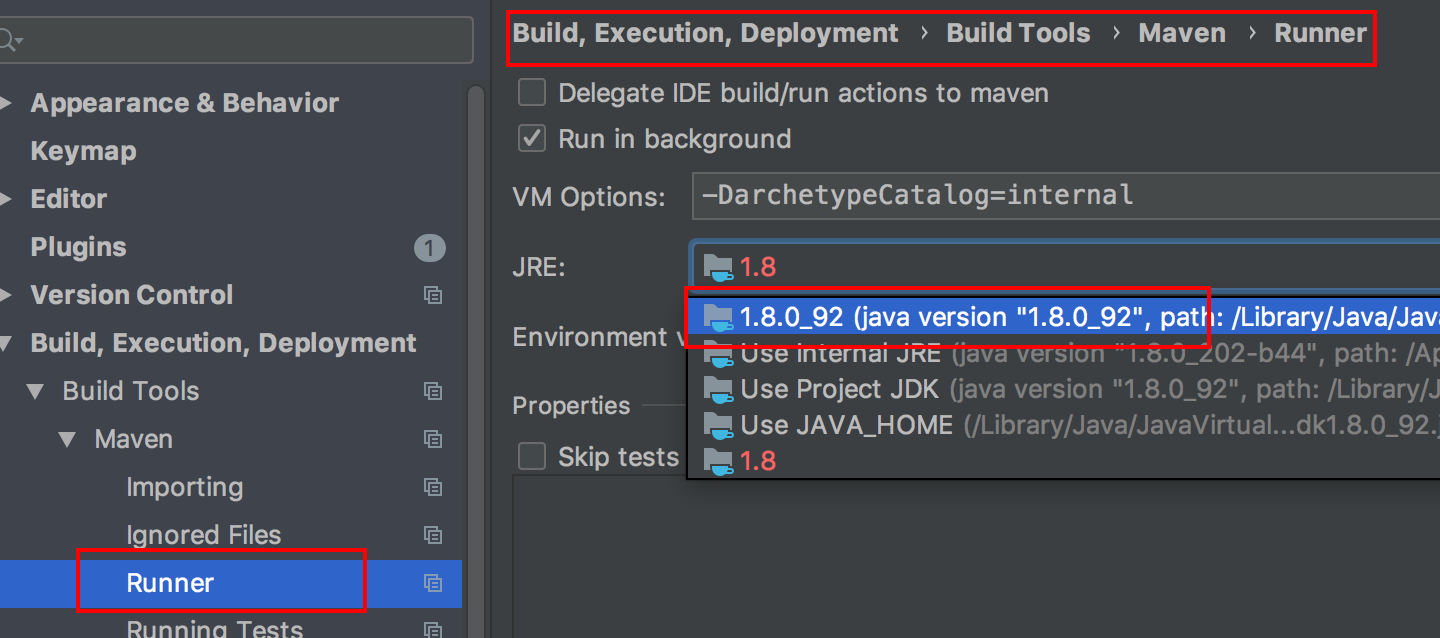 Appearance & Behavior
Keymap
Editor
Plugins 1
Version Control
Build, Execution, Deployment
Build Tools
Maven
Importing
Ignored Files
Runner
Running Tests
Build, Execution, Deployment › Build Tools › Maven › Runner
Delegate IDE build/run actions to maven
Run in background
VM Options: -DarchetypeCatalog=internal
JRE: 1.8
1.8.0_92 (java version "1.8.0_92", path: /Library/Java/Java
Environment v
Use Internal JRE (java version "1.8.0_202-b44", path: /Ap
Use Project JDK (java version "1.8.0_92", path: /Library/J
Properties
Use JAVA_HOME (/Library/Java/JavaVirtual...dk1.8.0_92.j
Skip tests
1.8